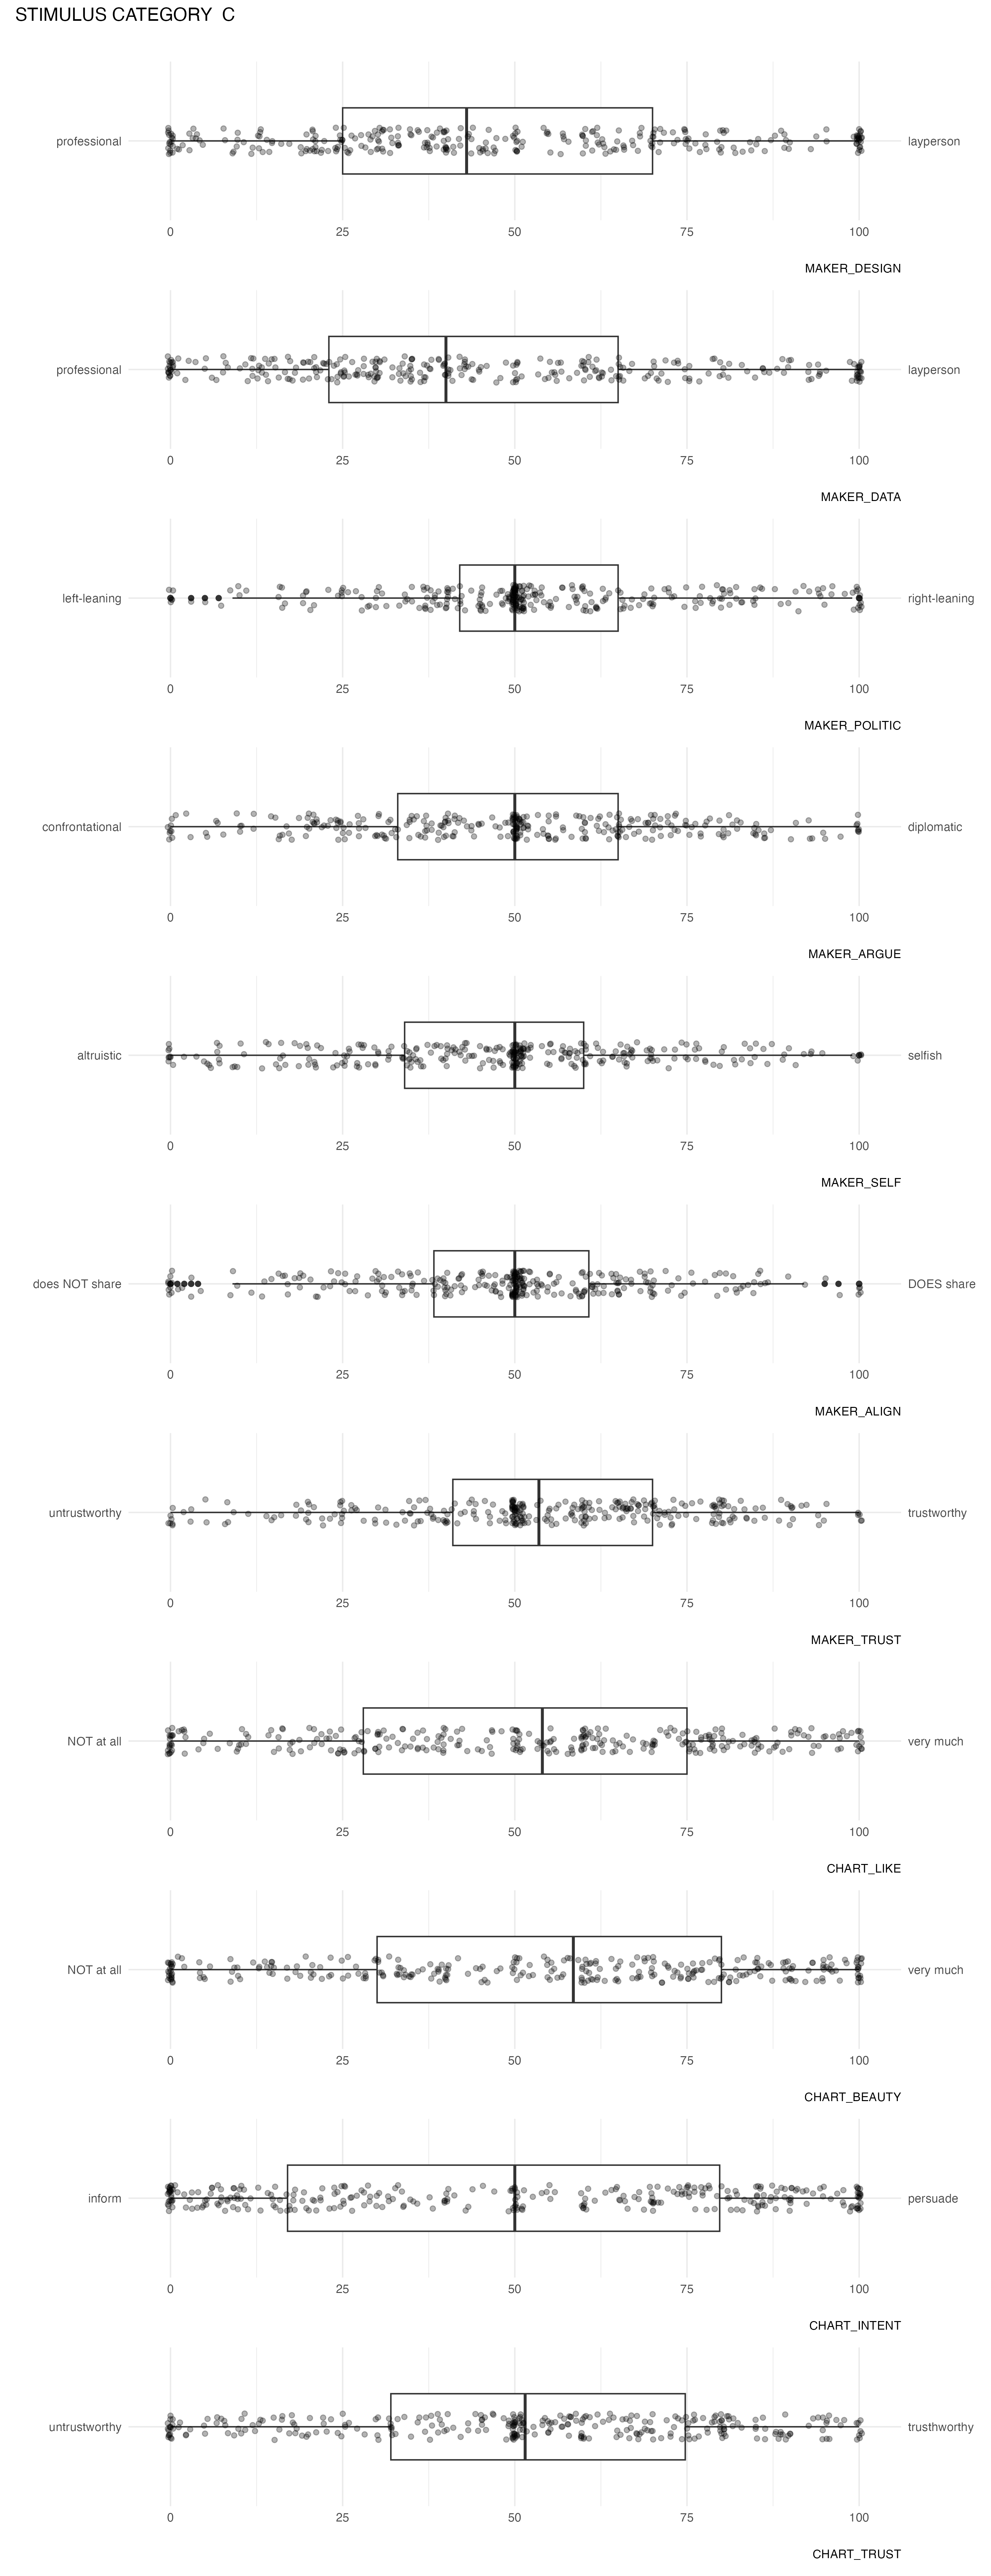 STIMULUS CATEGORY  C
professional layperson
0 25 50 75 100
MAKER_DESIGN
professional layperson
0 25 50 75 100
MAKER_DATA
left-leaning right-leaning
0 25 50 75 100
MAKER_POLITIC
confrontational diplomatic
0 25 50 75 100
MAKER_ARGUE
altruistic selfish
0 25 50 75 100
MAKER_SELF
does NOT share DOES share
0 25 50 75 100
MAKER_ALIGN
untrustworthy trustworthy
0 25 50 75 100
MAKER_TRUST
NOT at all very much
0 25 50 75 100
CHART_LIKE
NOT at all very much
0 25 50 75 100
CHART_BEAUTY
inform persuade
0 25 50 75 100
CHART_INTENT
untrustworthy trusthworthy
0 25 50 75 100
CHART_TRUST